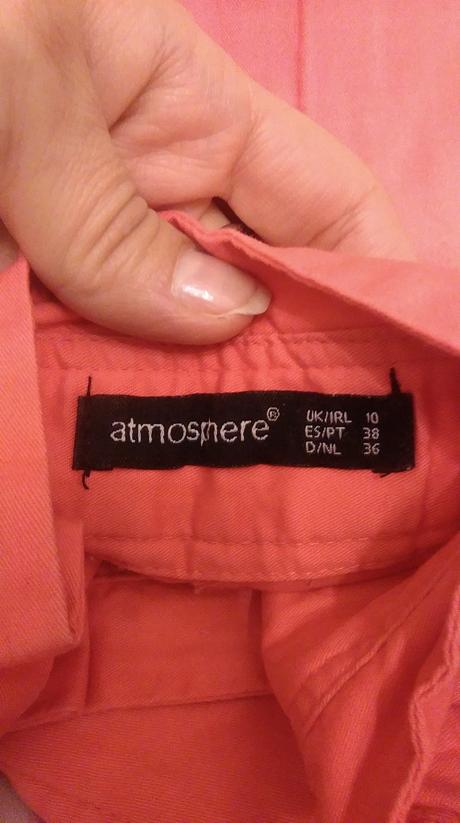 atmosphere®
UK/IRL 10
ES/PT 38
D/NL 36